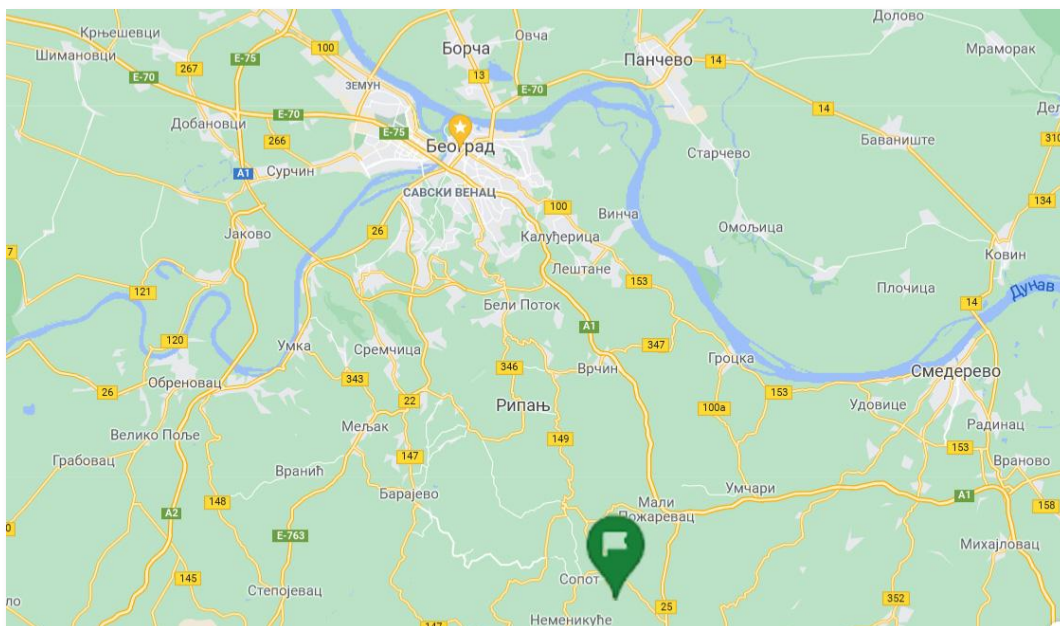 Крњешевци
Шимановци
E-75
100
Борча
Овча
Панчево
14
Долово
Мраморак
267
E-70
ЗЕМУН
13
E-70
14
Добановци
E-70
E-75
266
Београд
Старчево
Баваниште
310
A1
Сурчин
САВСКИ ВЕНАЦ
100
Винча
134
Јаково
26
Калуђерица
Омољица
Ковин
7
Лештане
153
121
Бели Поток
Плочица
14
Дунав
120
Умка
Сремчица
A1
347
346
Врчин
Гроцка
Смедерево
26
Обреновац
343
22
153
Рипањ
100a
Удовице
Радинац
Велико Поље
Мељак
149
153
Грабовац
Вранић
147
Враново
Барајево
Умчари
A1
148
Мали
Пожаревац
158
A2
E-763
Михајловац
145
Сопот
Степојевац
25
352
Неменикуће
147